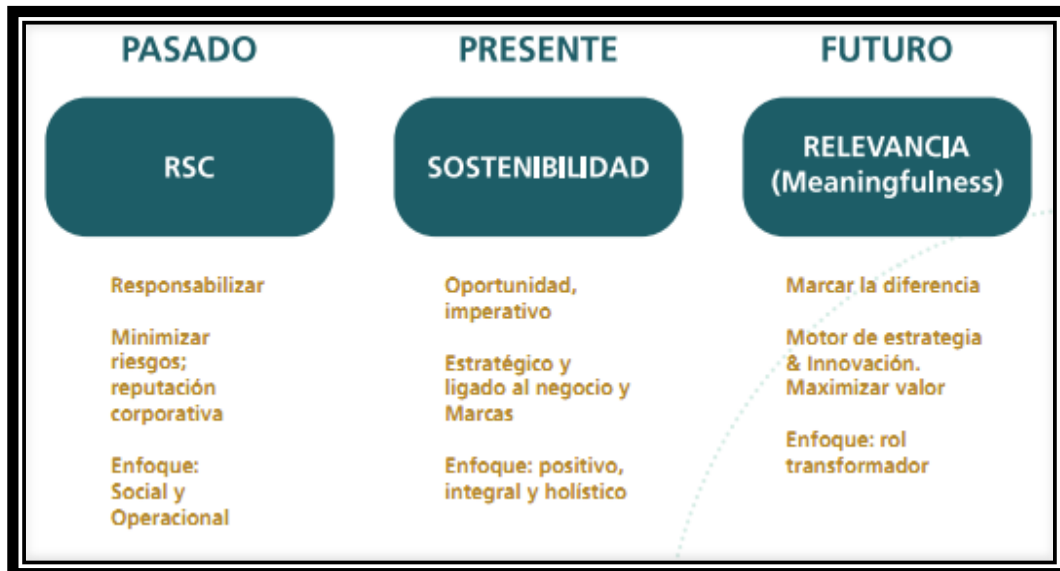 PASADO
RSC
Responsabilizar
Minimizar
riesgos;
reputación
corporativa
Enfoque:
Social y
Operacional
PRESENTE
SOSTENIBILIDAD
Oportunidad,
imperativo
Estratégico y
ligado al negocio y
Marcas
Enfoque: positivo,
integral y holístico
FUTURO
RELEVANCIA
(Meaningfulness)
Marcar la diferencia
Motor de estrategia
& Innovación.
Maximizar valor
Enfoque: rol
transformador